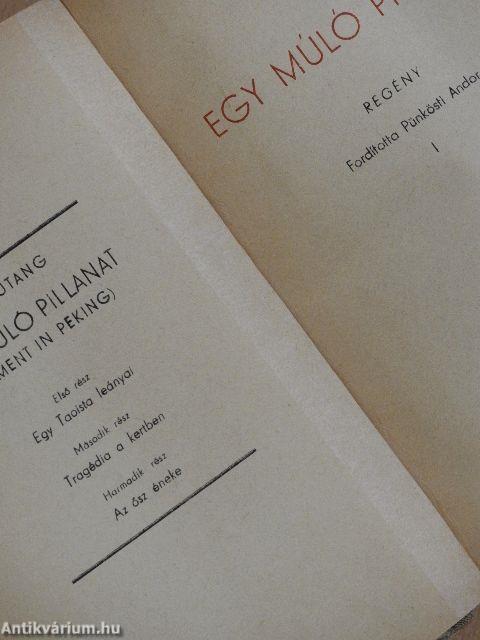 UTANG
ÚLÓ PILLANAT
MENT IN PEKING)
Első rész
Egy Taoista leányai
Második rész
Tragédia a kertben
Harmadik rész
Az ősz éneke
EGY MÚLÓ PI
REGÉNY
Fordította Pünkösti Andor
I
Antikvárium.hu